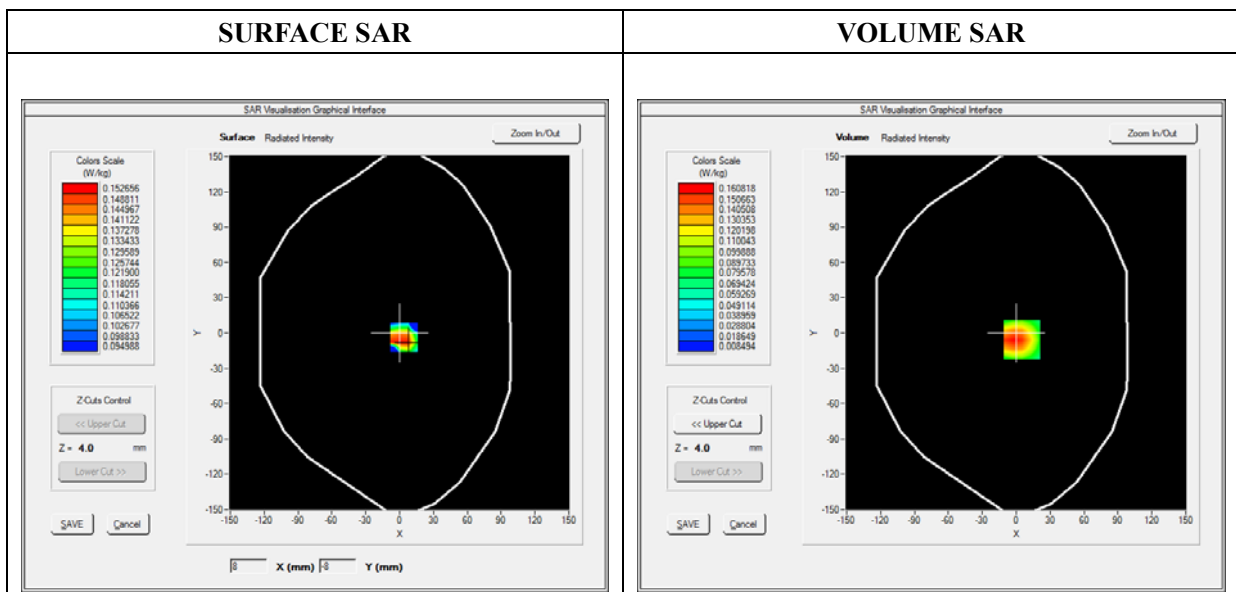 SURFACE SAR
VOLUME SAR
SAR Visualisation Graphical Interface
Surface Radiated Intensity
Zoom In/Out
Colors Scale
(W/kg)
0.152656
0.148811
0.144967
0.141122
0.137278
0.133433
0.129589
0.125744
0.121900
0.118055
0.114211
0.110366
0.106522
0.102677
0.098833
0.094988
Z-Cuts Control
<< Upper Cut
Z = 4.0 mm
Lower Cut >>
SAVE Cancel
150
120
90
60
30
0
-30
-60
-90
-120
-150
Y
-150 -120 -90 -60 -30 0 30 60 90 120 150
X
8 X (mm) -8 Y (mm)
SAR Visualisation Graphical Interface
Volume Radiated Intensity
Zoom In/Out
Colors Scale
(W/kg)
0.160818
0.150663
0.140508
0.130353
0.120198
0.110043
0.099888
0.089733
0.079578
0.069424
0.059269
0.049114
0.038959
0.028804
0.018649
0.008494
Z-Cuts Control
<< Upper Cut
Z = 4.0 mm
Lower Cut >>
SAVE Cancel
150
120
90
60
30
0
-30
-60
-90
-120
-150
Y
-150 -120 -90 -60 -30 0 30 60 90 120 150
X